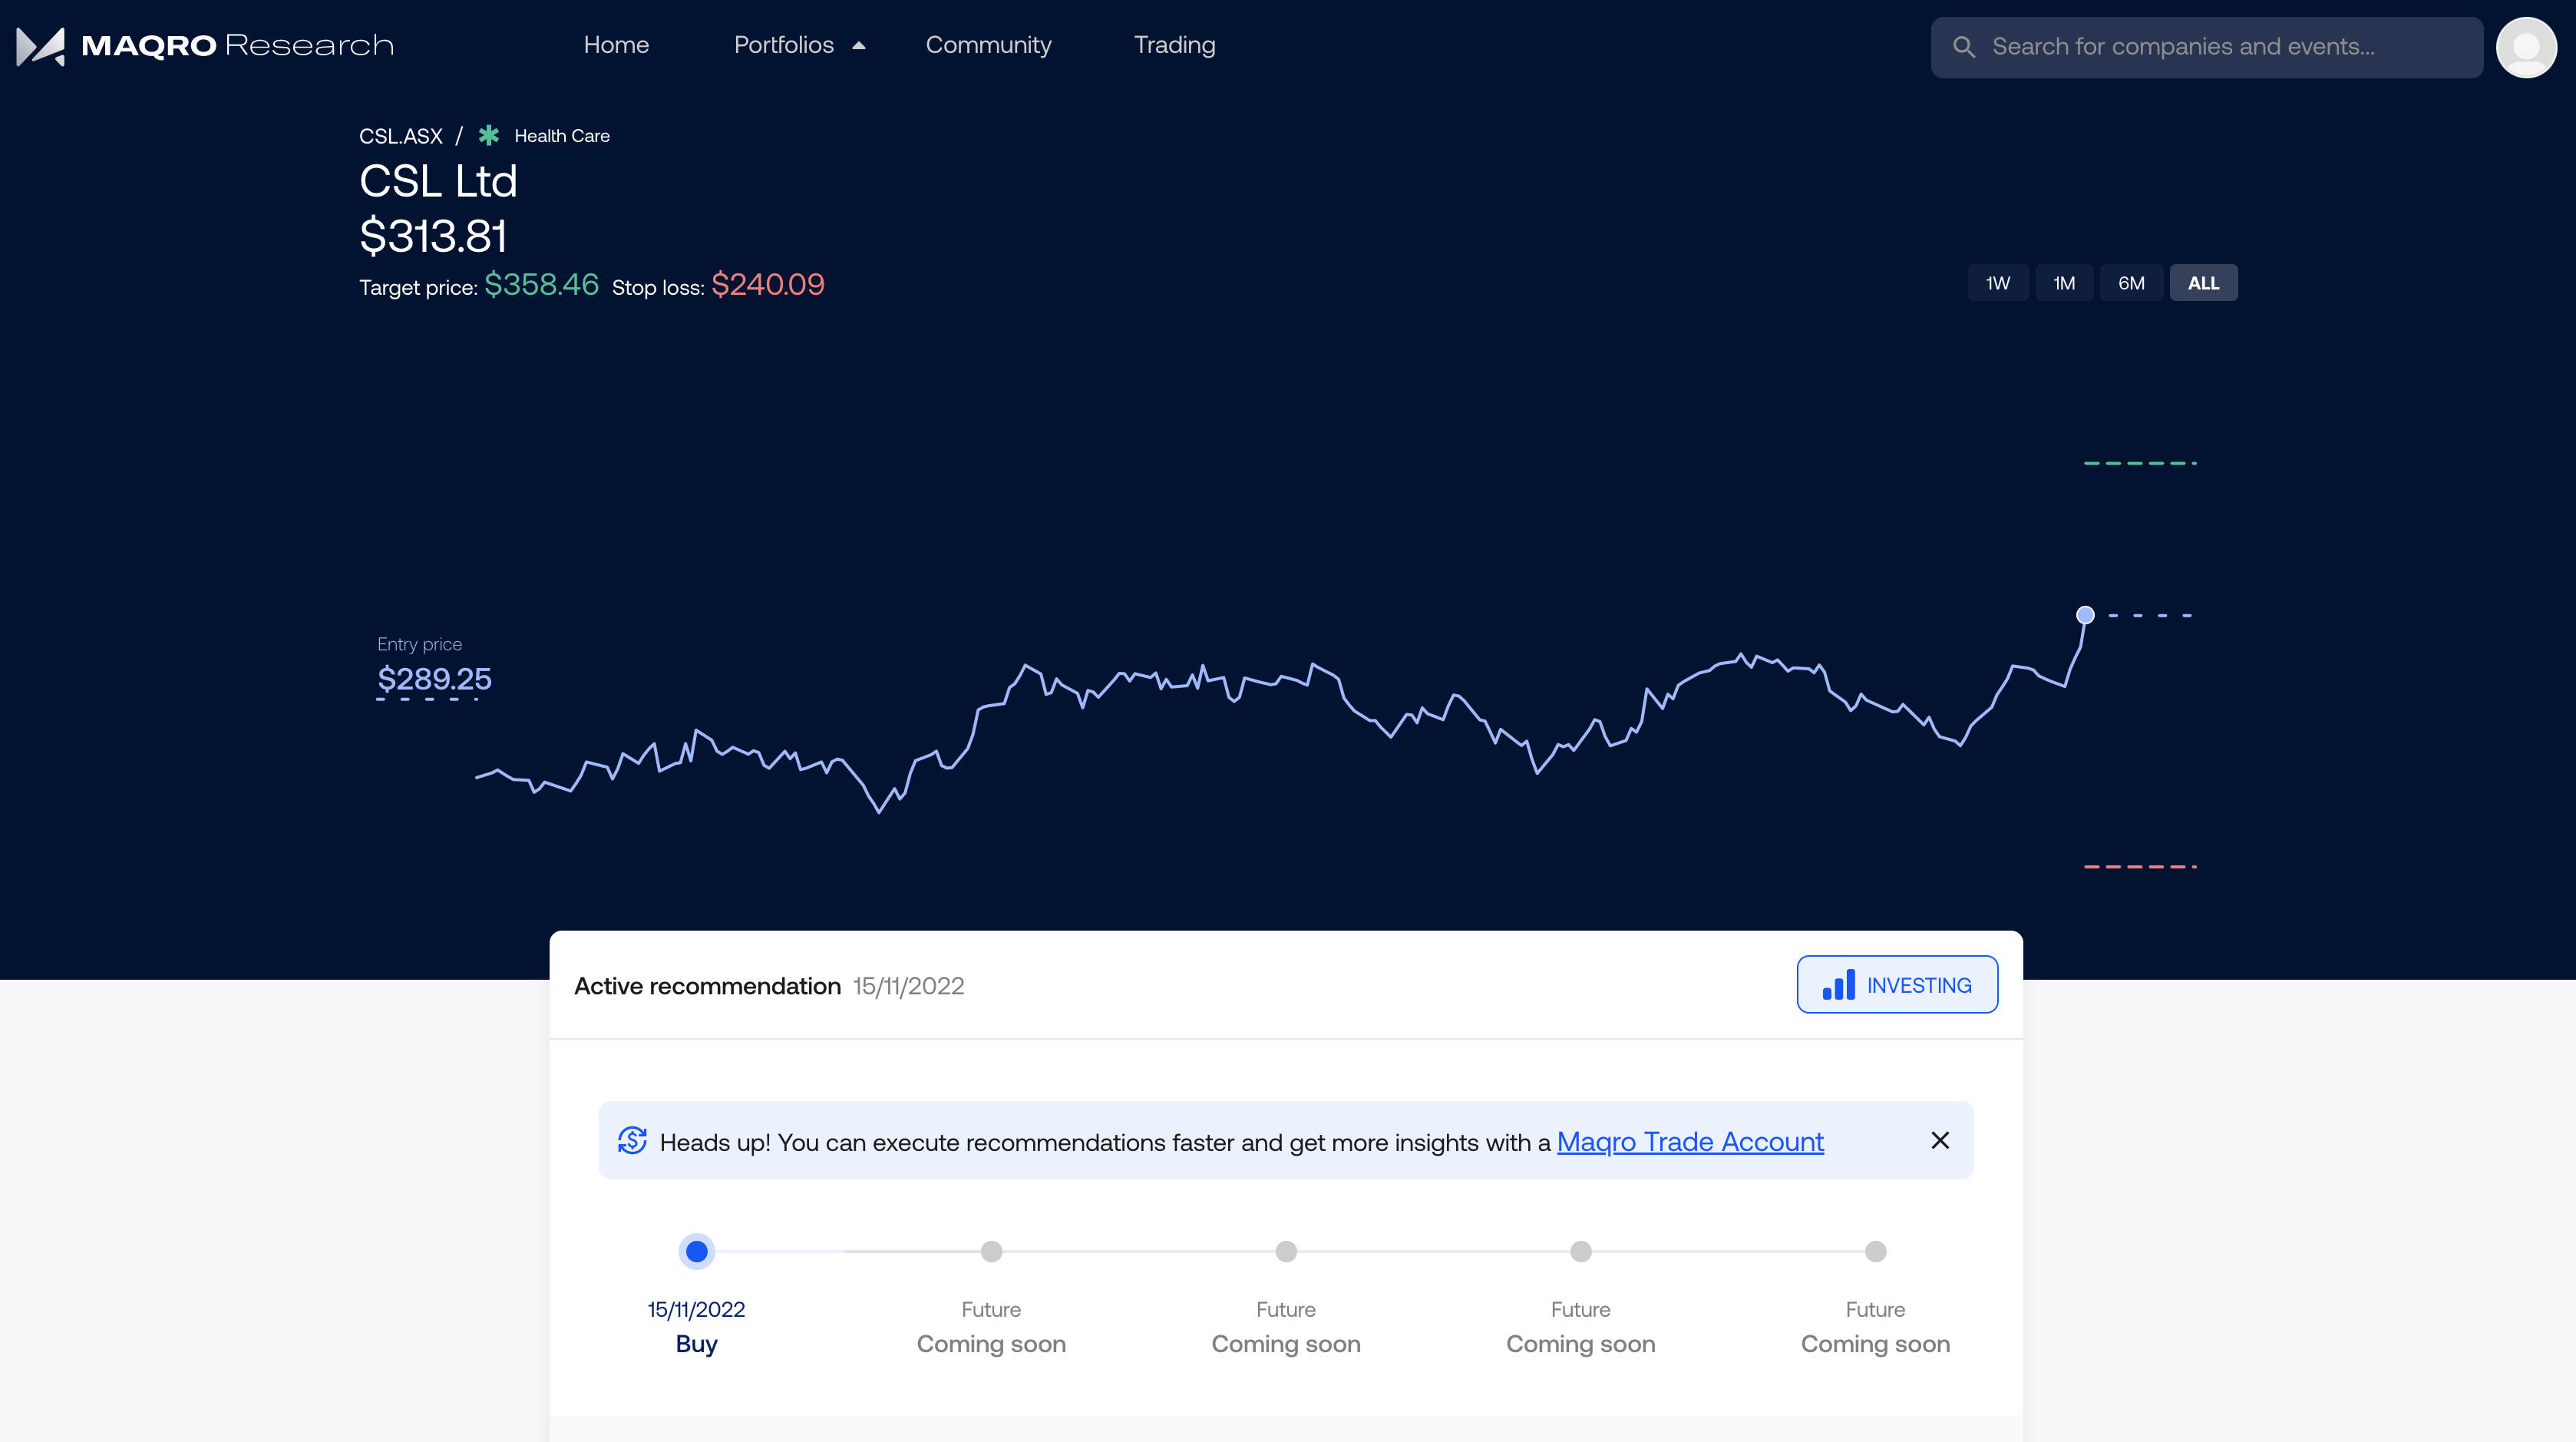 MAQRO Research
Home Portfolios Community Trading
Search for companies and events...
CSL.ASX / Health Care
CSL Ltd
$313.81
Target price: $358.46 Stop loss: $240.09
1W 1M 6M ALL
Entry price
$289.25
Active recommendation 15/11/2022
INVESTING
Heads up! You can execute recommendations faster and get more insights with a Maqro Trade Account
15/11/2022 Future Future Future Future
Buy Coming soon Coming soon Coming soon Coming soon